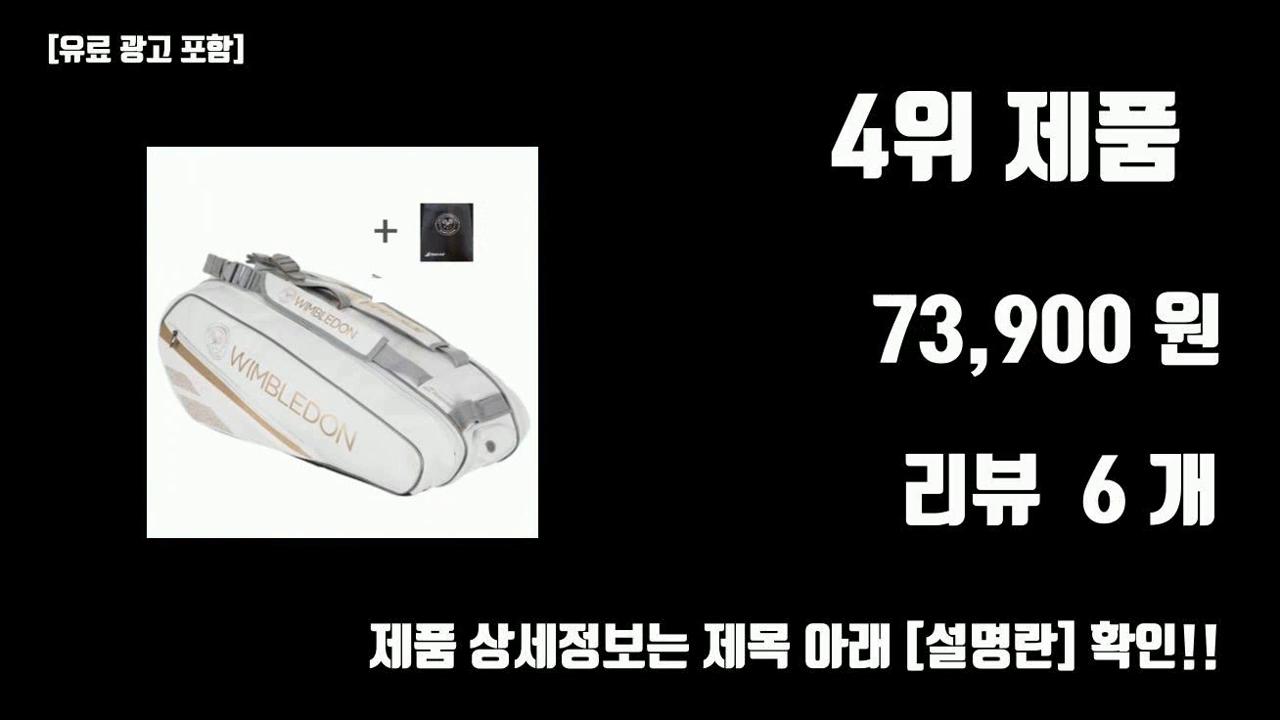 [유료 광고 포함]
4위 제품
+
WIMBLEDON
WIMBLEDON
73,900 원
리뷰 6 개
제품 상세정보는 제목 아래 [설명란] 확인!!